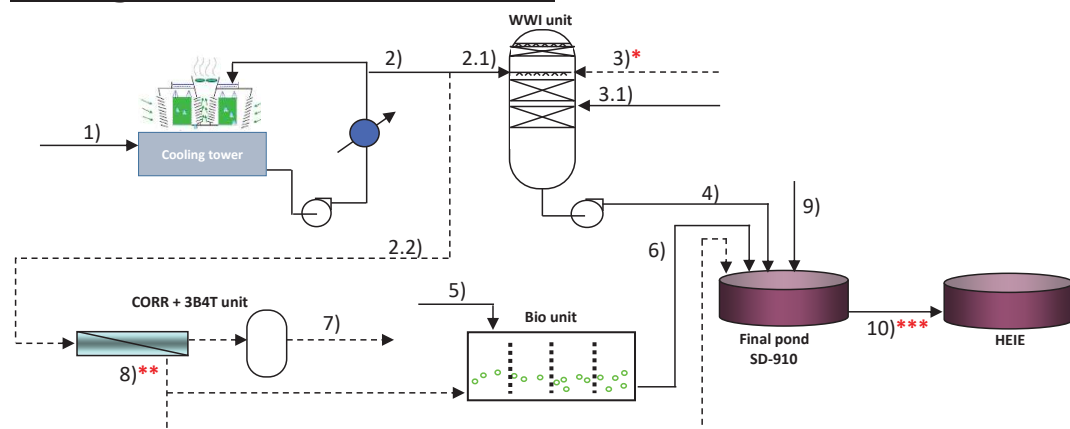 WWI unit
2)
2.1)
3)*
3.1)
1)
Cooling tower
4)
9)
2.2)
6)
CORR + 3B4T unit
5)
7)
Bio unit
10)***
8)**
Final pond
SD-910
HEIE